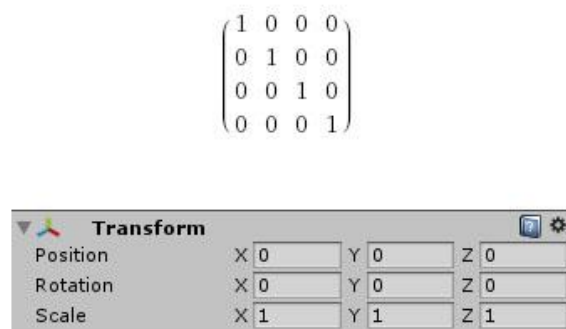 1 0 0 0
0 1 0 0
0 0 1 0
0 0 0 1
Transform
Position X 0 Y 0 Z 0
Rotation X 0 Y 0 Z 0
Scale X 1 Y 1 Z 1